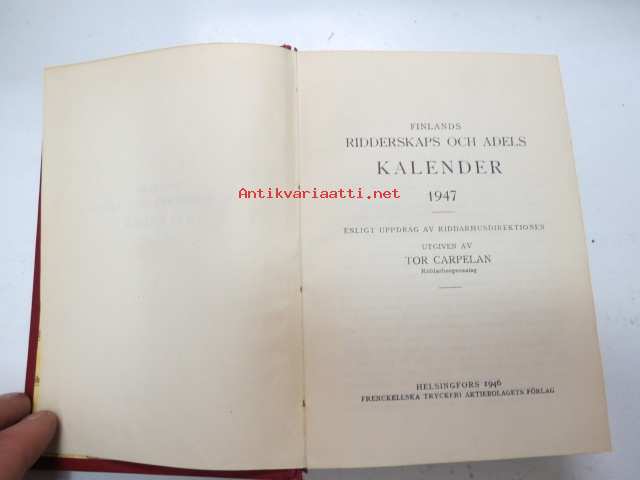 FINLANDS
RIDDERSKAPS OCH ADELS
KALENDER
1947
Antikvariaatti.net
ENLIGT UPPDRAG AV RIDDARHUSDIREKTIONEN
UTGIVEN AV
TOR CARPELAN
Riddarhusgenealog
HELSINGFORS 1946
FRENCKELLSKA TRYCKERI AKTIEBOLAGETS FÖRLAG